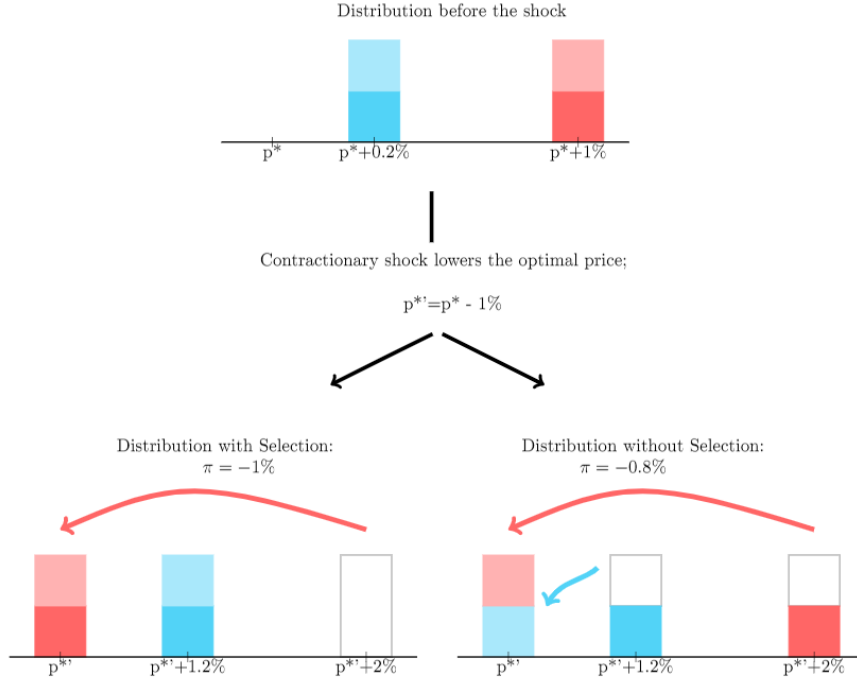 Distribution before the shock
p* p*+0.2% p*+1%
Contractionary shock lowers the optimal price;
p*'=p* - 1%
Distribution with Selection:
π = −1%
Distribution without Selection:
π = −0.8%
p*' p*'+1.2% p*'+2%
p*' p*'+1.2% p*'+2%